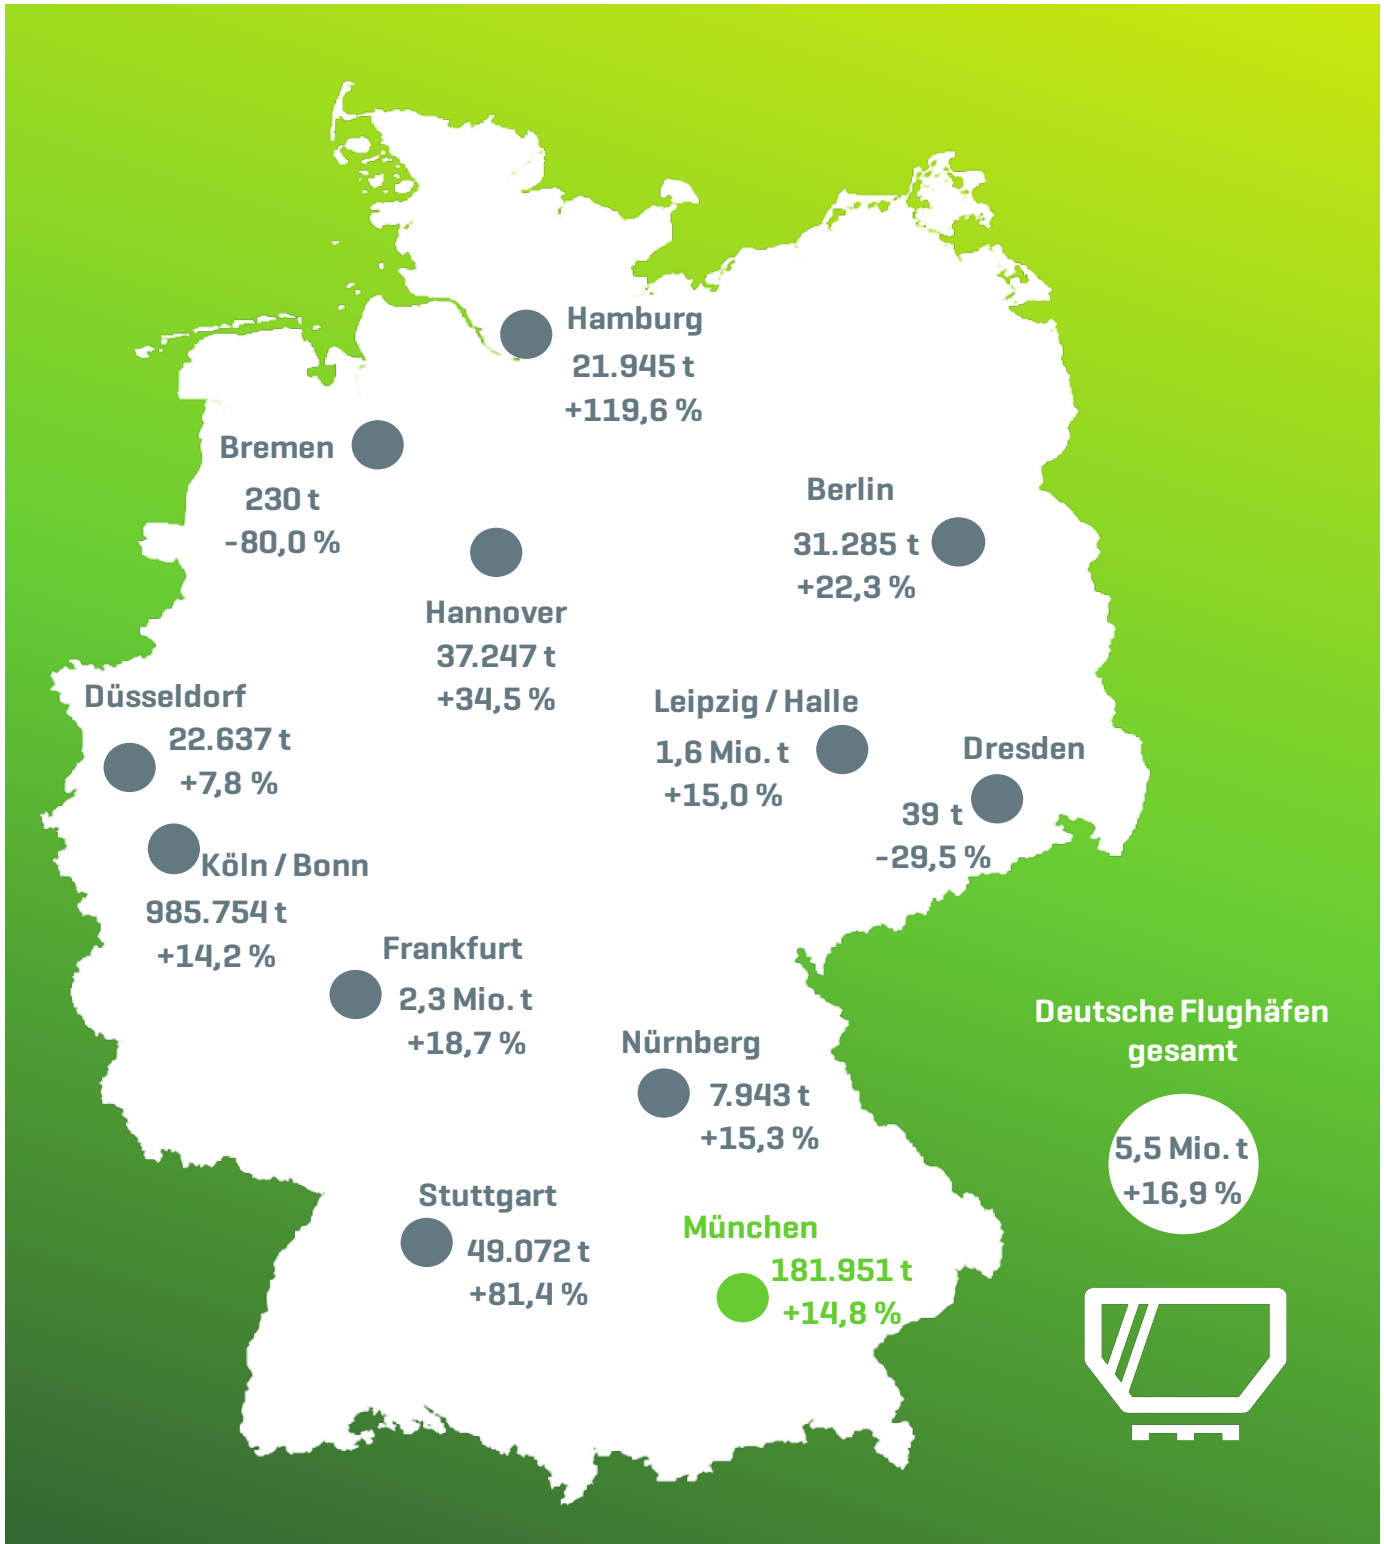 Hamburg
21.945 t
+119,6 %
Bremen
230 t
-80,0 %
Berlin
31.285 t
+22,3 %
Hannover
37.247 t
+34,5 %
Düsseldorf
22.637 t
+7,8 %
Leipzig / Halle
1,6 Mio. t
+15,0 %
Dresden
39 t
-29,5 %
Köln / Bonn
985.754 t
+14,2 %
Frankfurt
2,3 Mio. t
+18,7 %
Nürnberg
7.943 t
+15,3 %
Deutsche Flughäfen
gesamt
5,5 Mio. t
+16,9 %
Stuttgart
49.072 t
+81,4 %
München
181.951 t
+14,8 %